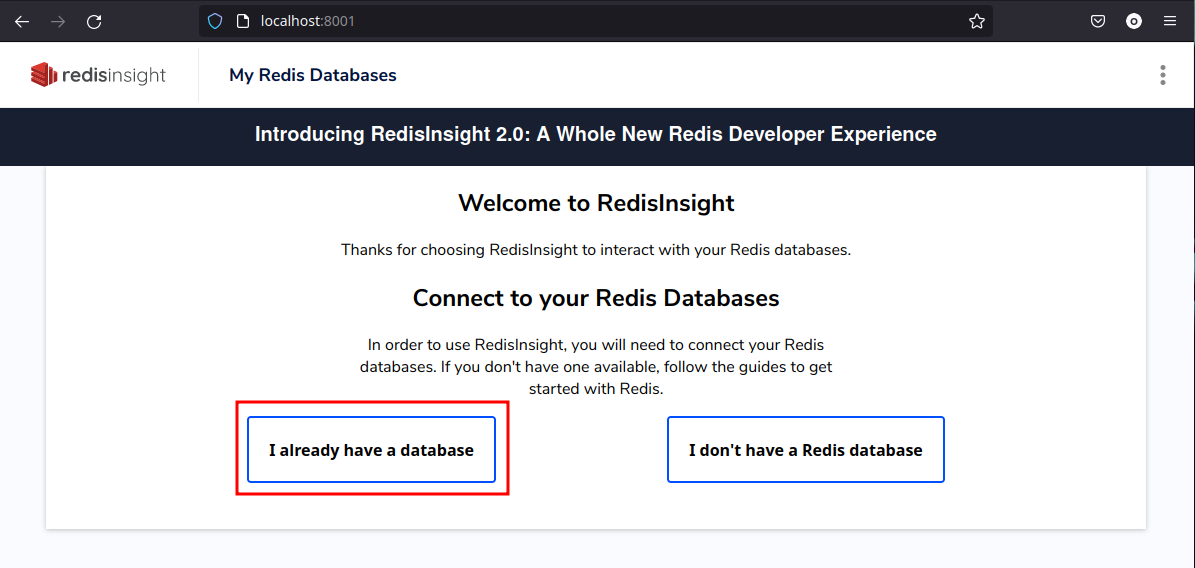 localhost:8001
redisinsight
My Redis Databases
Introducing RedisInsight 2.0: A Whole New Redis Developer Experience
Welcome to RedisInsight
Thanks for choosing RedisInsight to interact with your Redis databases.
Connect to your Redis Databases
In order to use RedisInsight, you will need to connect your Redis
databases. If you don't have one available, follow the guides to get
started with Redis.
I already have a database
I don't have a Redis database